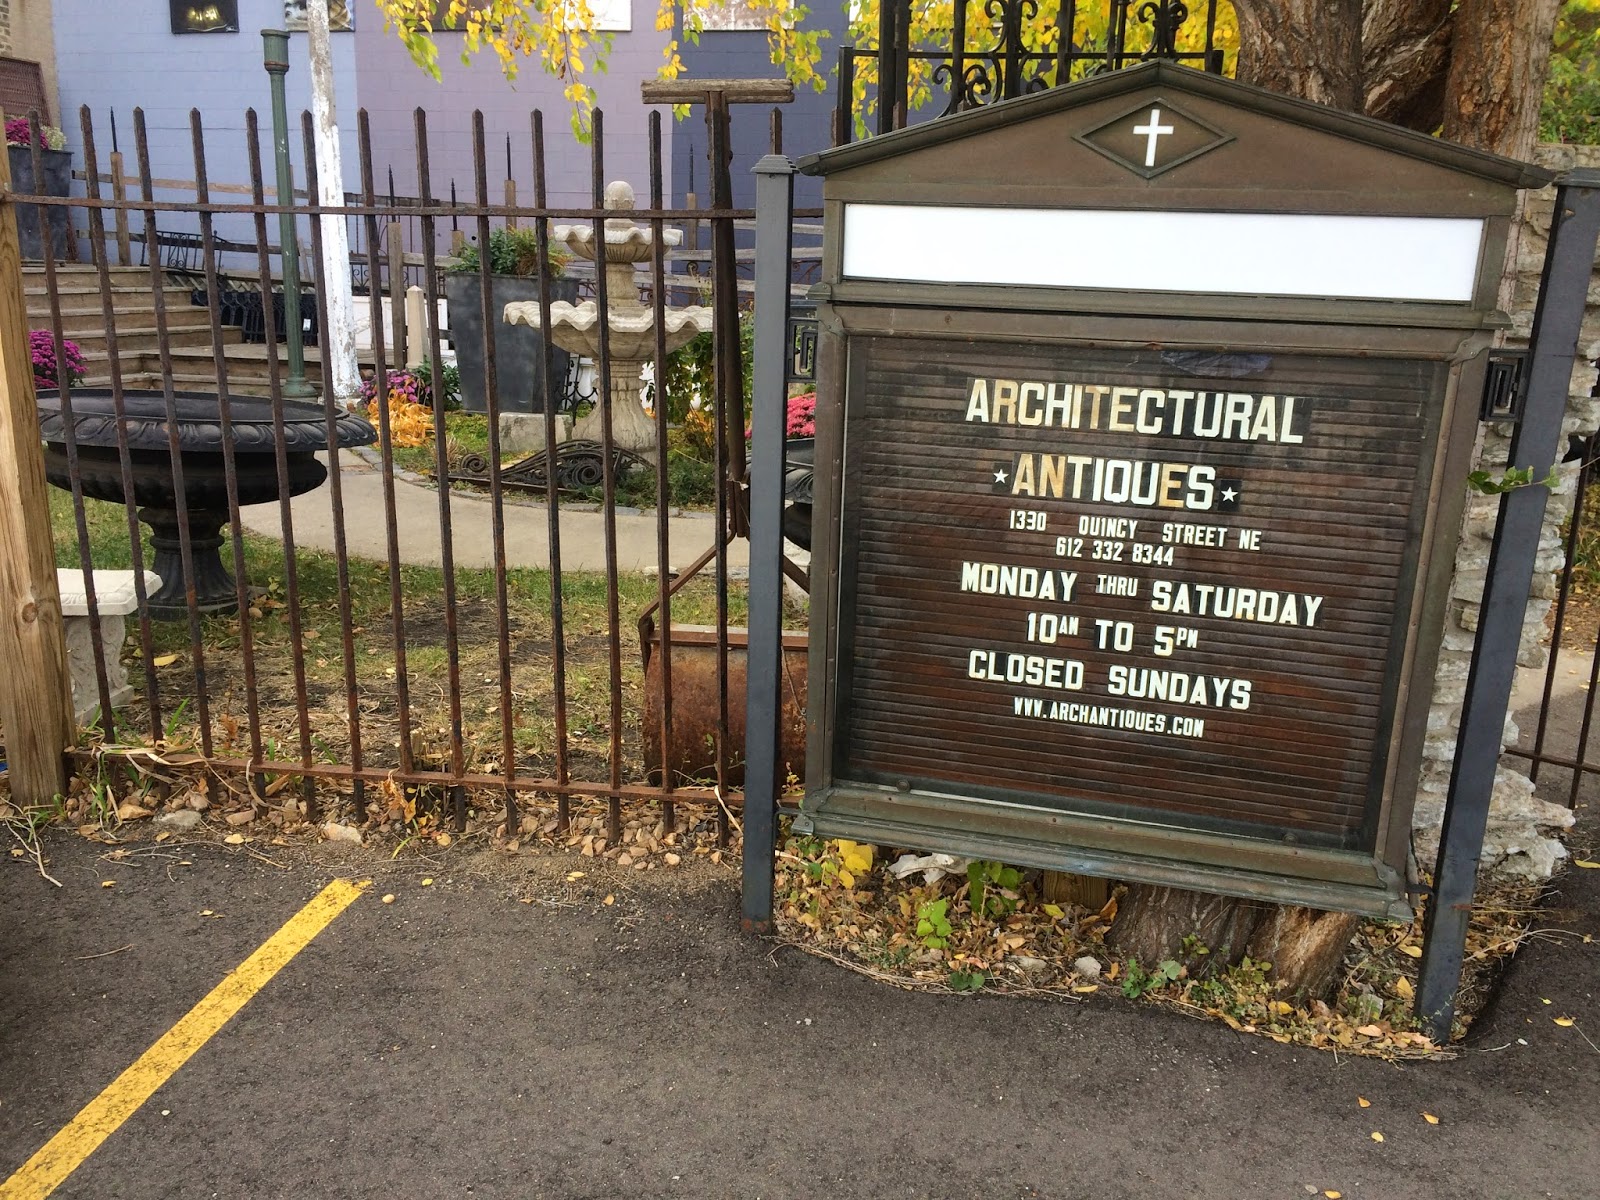 ARCHITECTURAL
★ ANTIQUES ★
1330 QUINCY STREET NE
612 332 8344
MONDAY THRU SATURDAY
10AM TO 5PM
CLOSED SUNDAYS
WWW.ARCHANTIQUES.COM